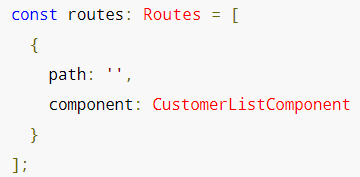 const routes: Routes = [
  {
    path: '',
    component: CustomerListComponent
  }
];